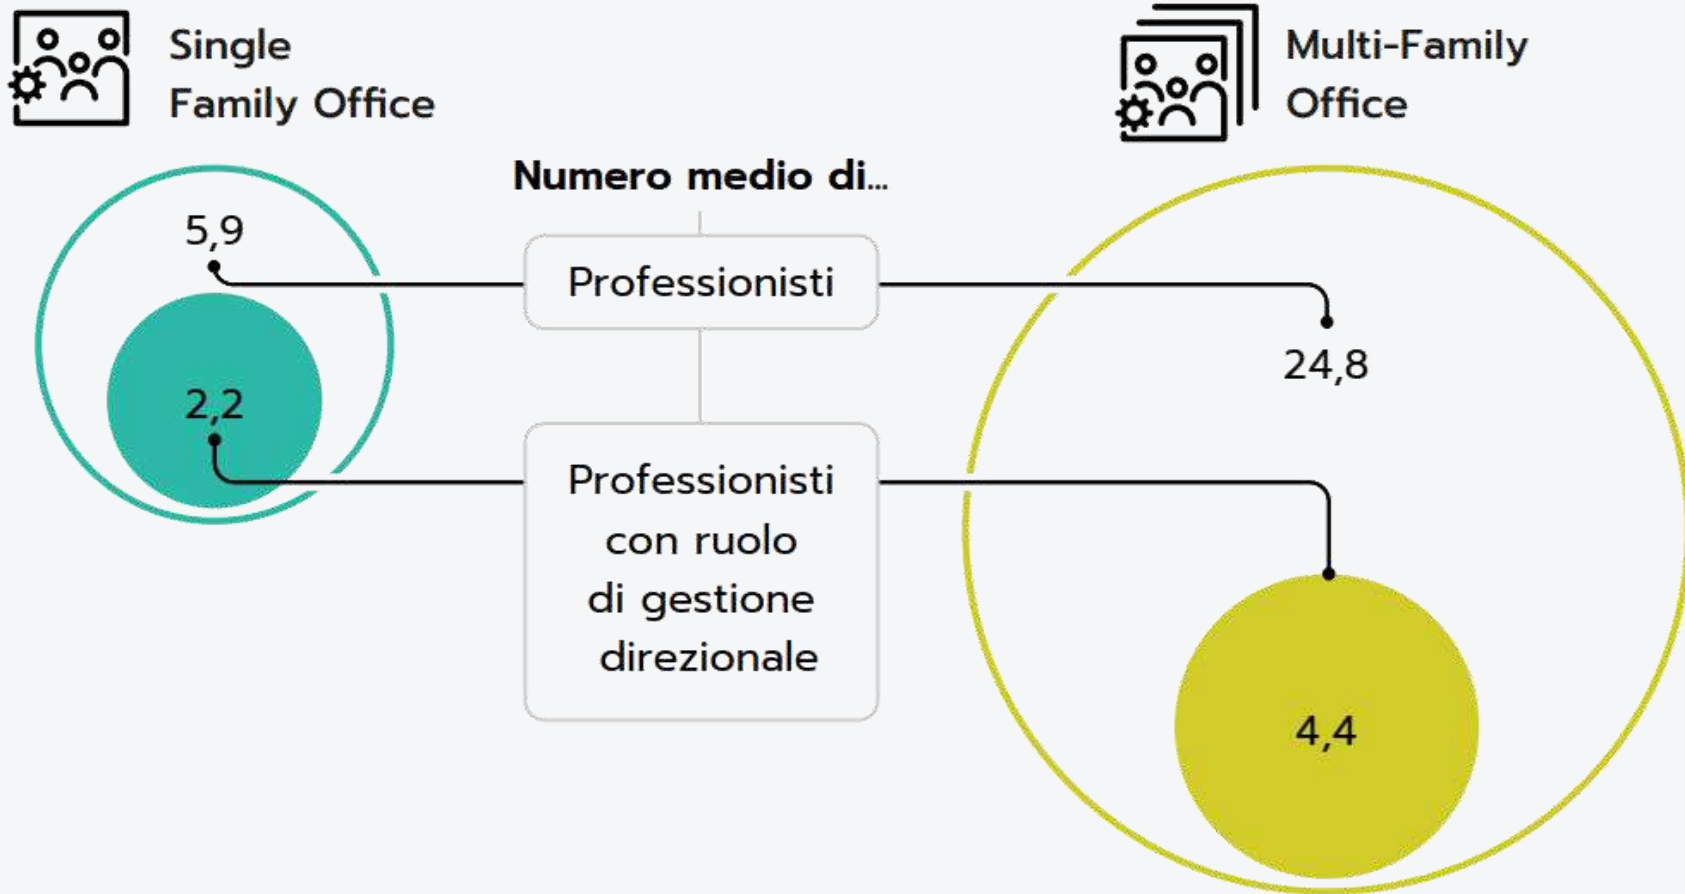 Single
Family Office
Multi-Family
Office
Numero medio di...
5,9
Professionisti
24,8
2,2
Professionisti
con ruolo
di gestione
direzionale
4,4